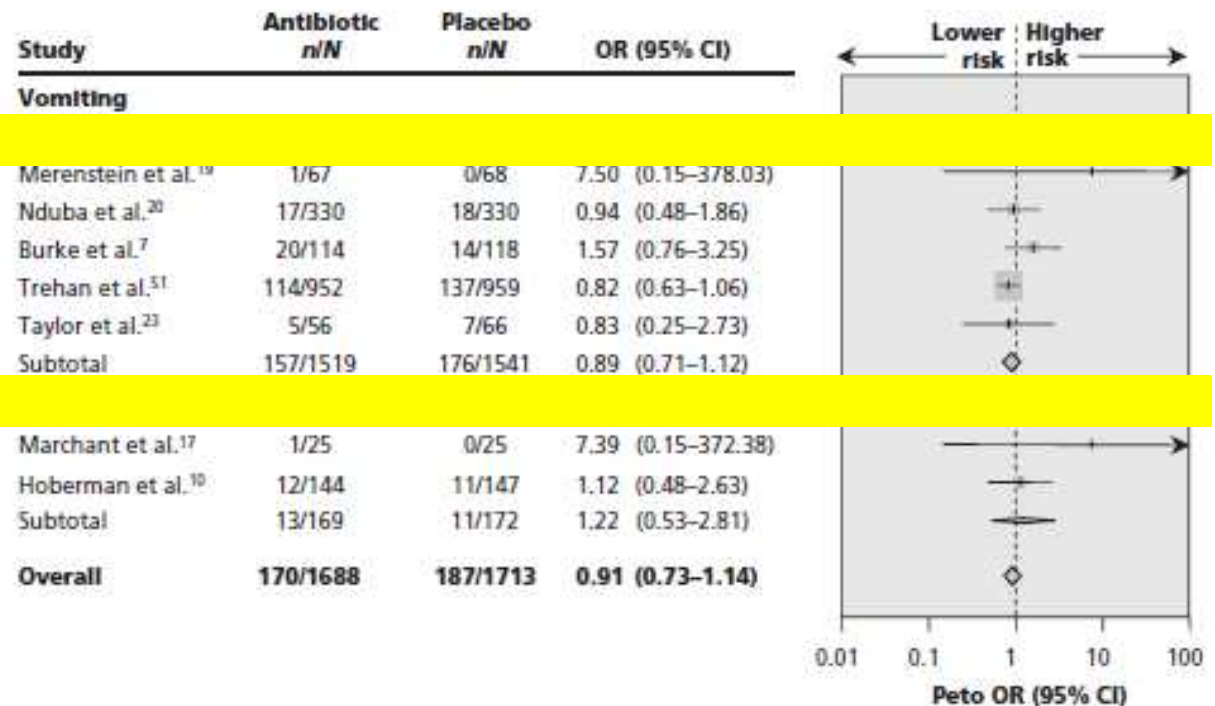 Antibiotic Placebo
Study n/N n/N OR (95% CI)
Lower risk Higher risk
Vomiting
Merenstein et al.19 1/67 0/68 7.50 (0.15–378.03)
Nduba et al.20 17/330 18/330 0.94 (0.48–1.86)
Burke et al.7 20/114 14/118 1.57 (0.76–3.25)
Trehan et al.51 114/952 137/959 0.82 (0.63–1.06)
Taylor et al.23 5/56 7/66 0.83 (0.25–2.73)
Subtotal 157/1519 176/1541 0.89 (0.71–1.12)
Marchant et al.17 1/25 0/25 7.39 (0.15–372.38)
Hoberman et al.10 12/144 11/147 1.12 (0.48–2.63)
Subtotal 13/169 11/172 1.22 (0.53–2.81)
Overall 170/1688 187/1713 0.91 (0.73–1.14)
0.01 0.1 1 10 100
Peto OR (95% CI)